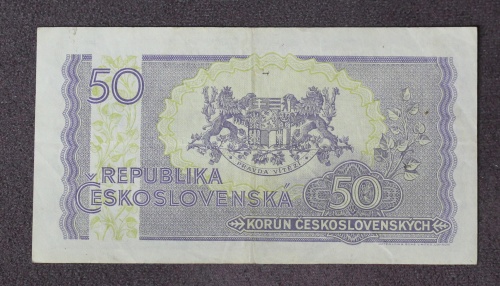 50
PRAVDA VÍTĚZÍ
REPUBLIKA
ČESKOSLOVENSKÁ
50
KORUN ČESKOSLOVENSKÝCH